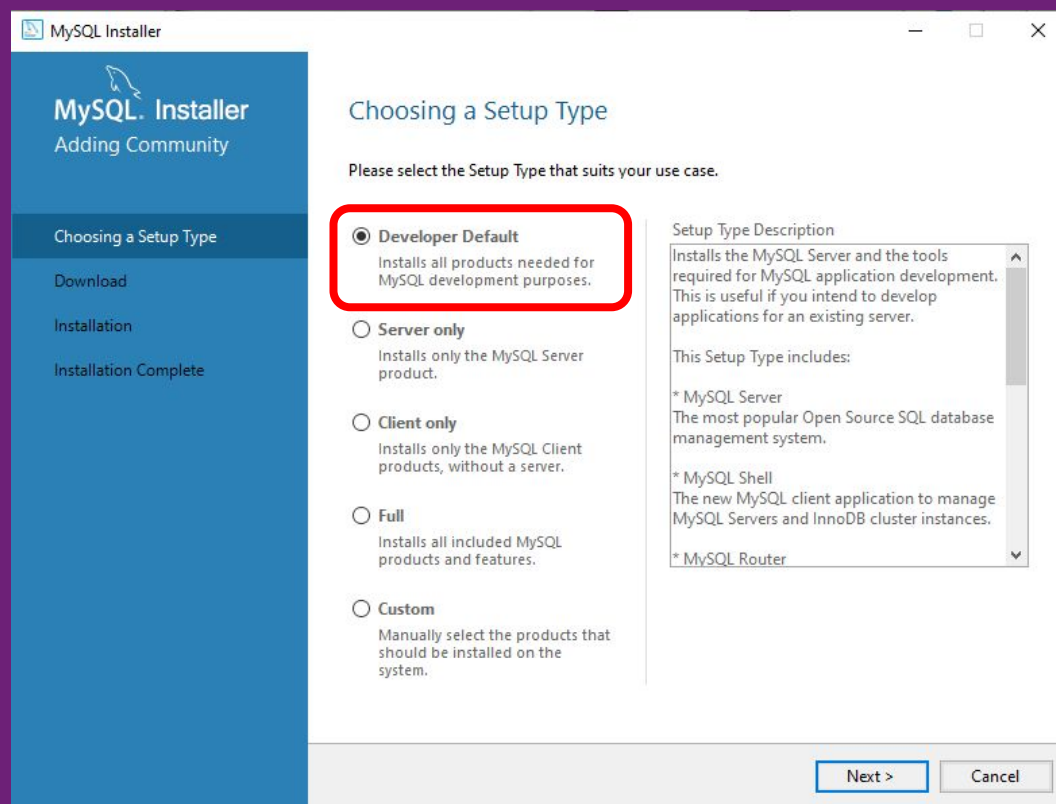 MySQL Installer
MySQL. Installer
Adding Community
Choosing a Setup Type
Download
Installation
Installation Complete
Choosing a Setup Type
Please select the Setup Type that suits your use case.
Developer Default
Installs all products needed for
MySQL development purposes.
Server only
Installs only the MySQL Server
product.
Client only
Installs only the MySQL Client
products, without a server.
Full
Installs all included MySQL
products and features.
Custom
Manually select the products that
should be installed on the
system.
Setup Type Description
Installs the MySQL Server and the tools
required for MySQL application development.
This is useful if you intend to develop
applications for an existing server.
This Setup Type includes:
* MySQL Server
The most popular Open Source SQL database
management system.
* MySQL Shell
The new MySQL client application to manage
MySQL Servers and InnoDB cluster instances.
* MySQL Router
Next >
Cancel